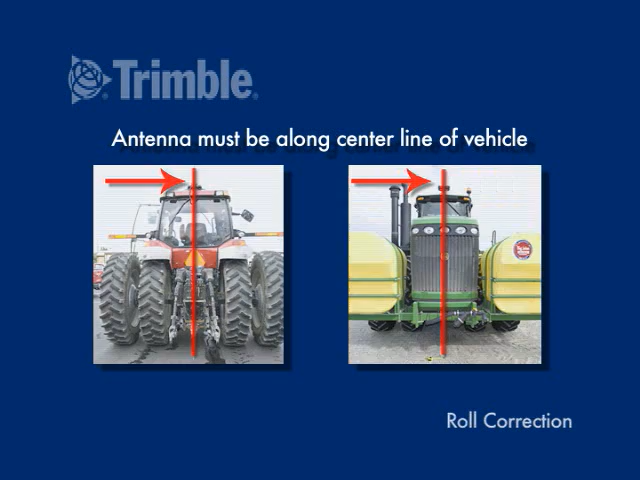 Trimble
Antenna must be along center line of vehicle
Roll Correction